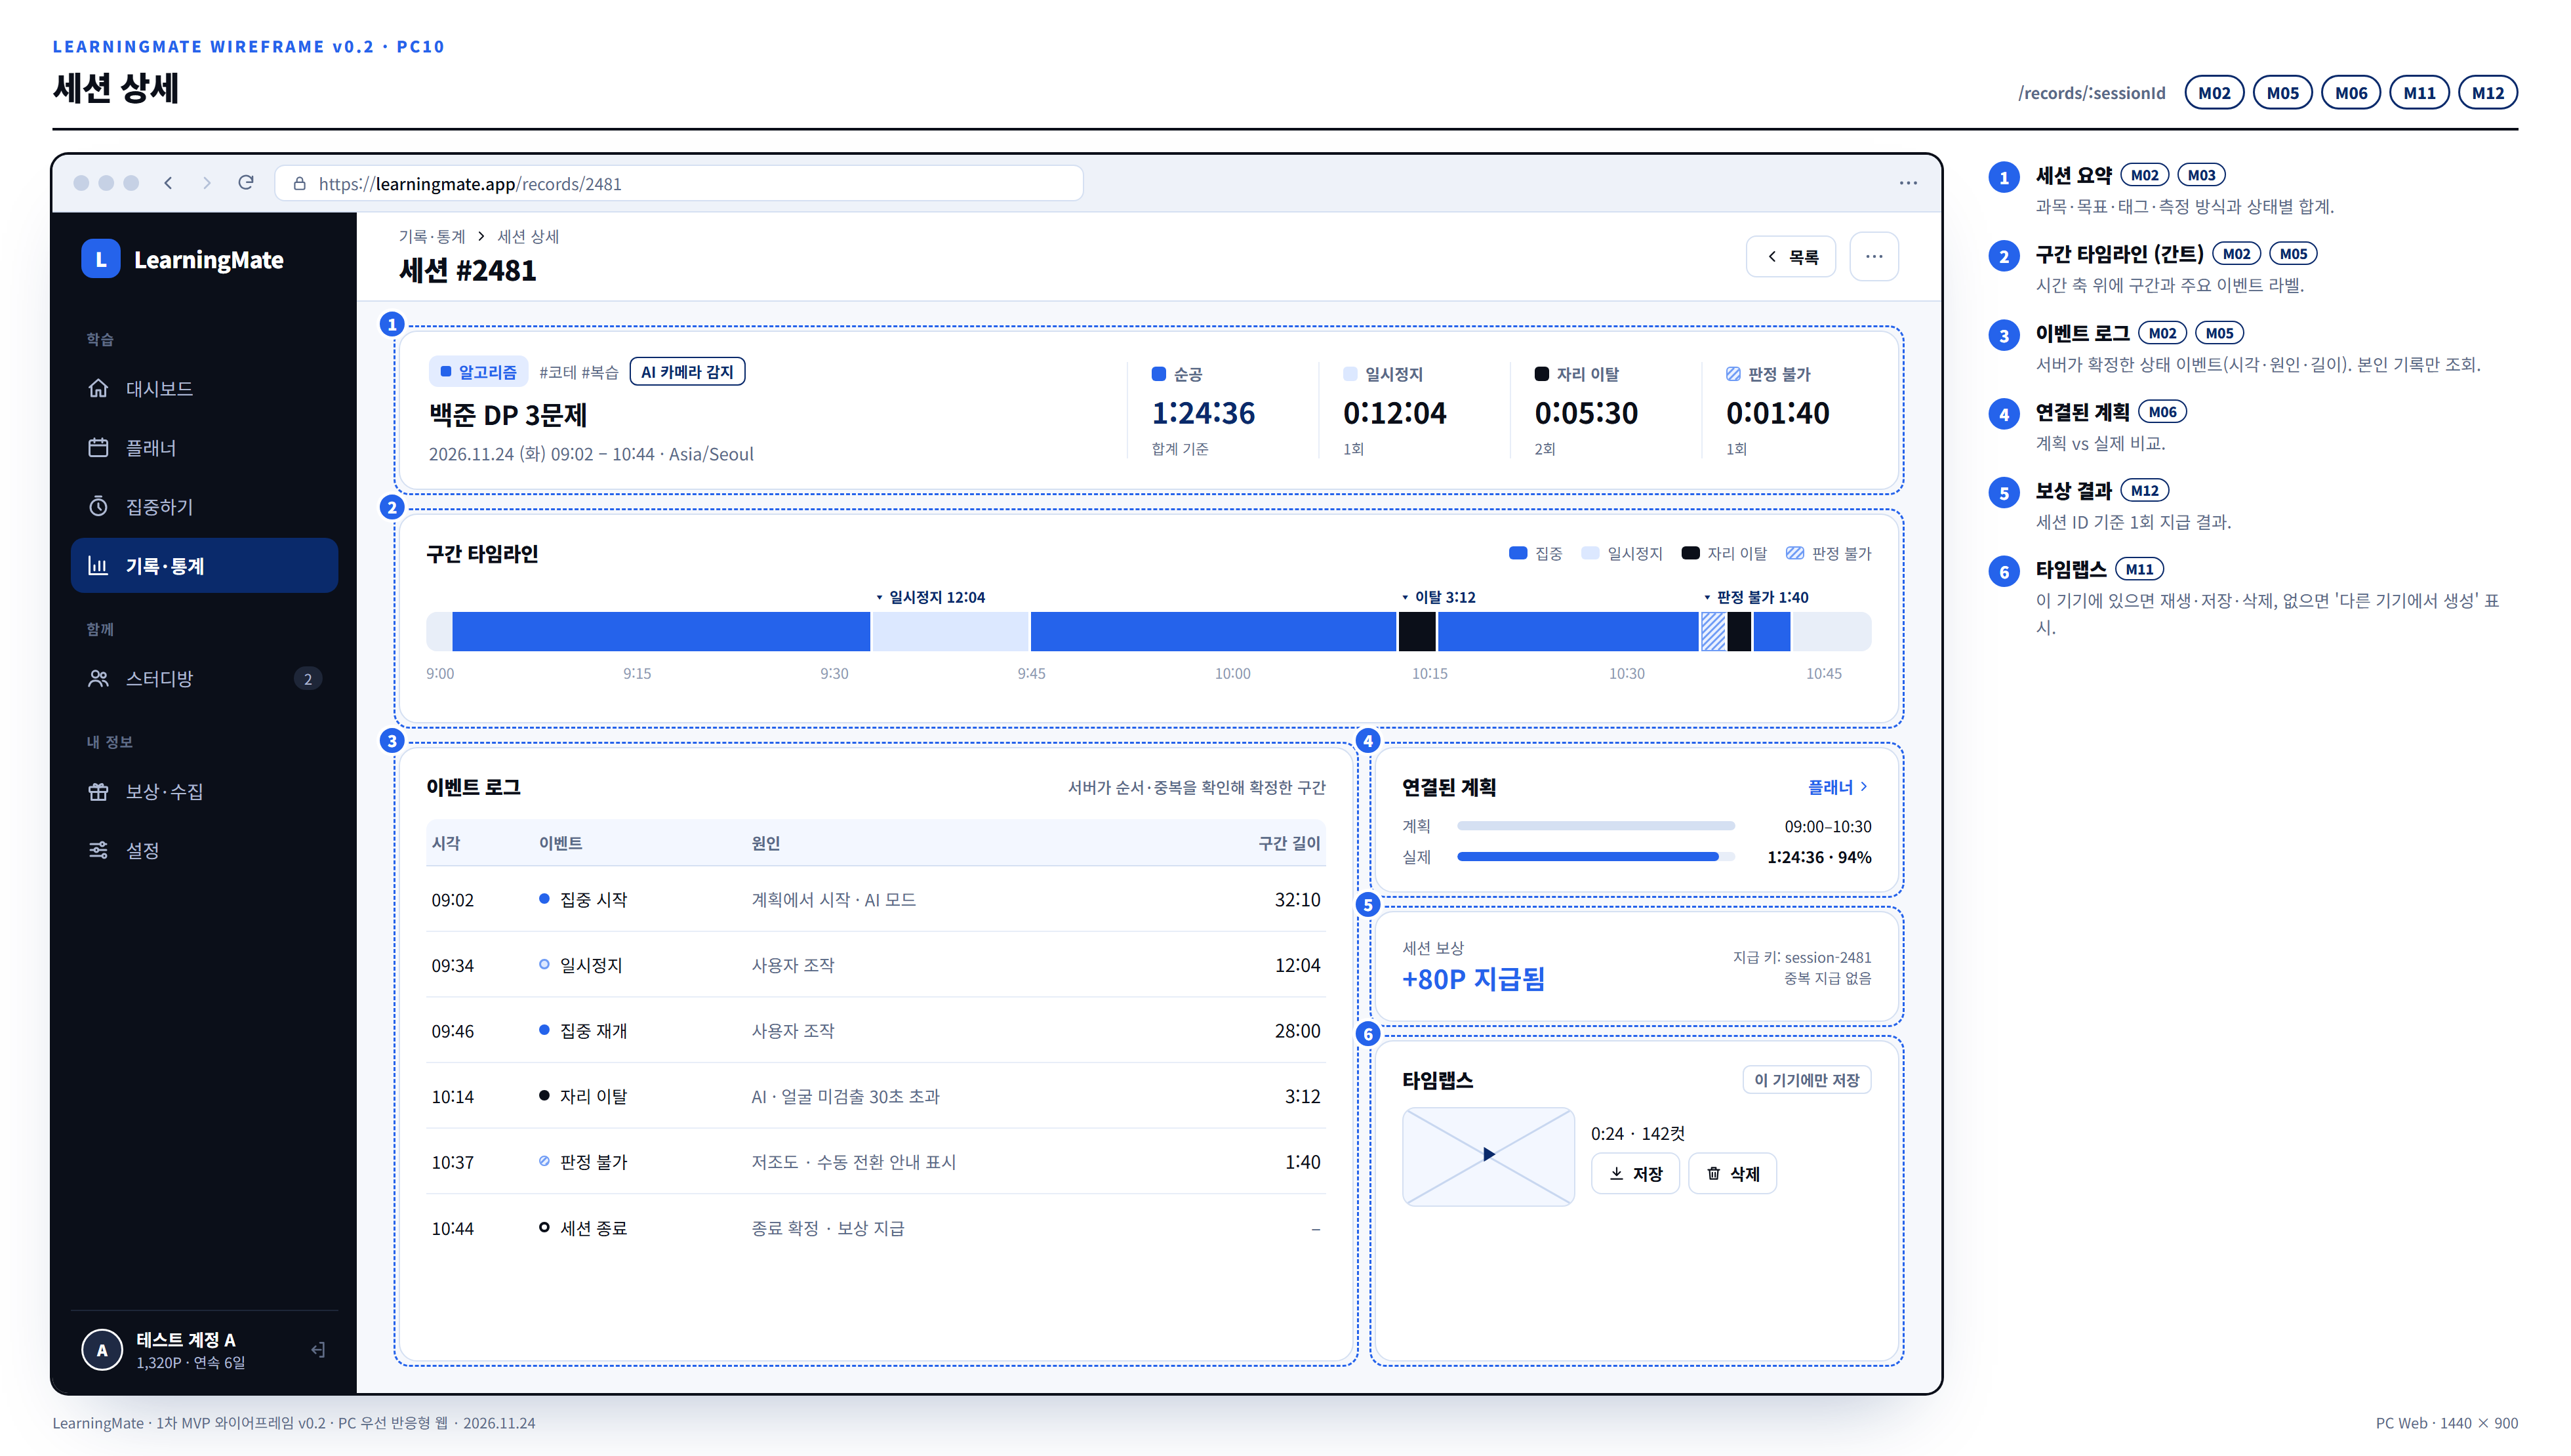 LEARNINGMATE WIREFRAME v0.2 · PC10
세션 상세
/records/:sessionId
M02
M05
M06
M11
M12
https://learningmate.app/records/2481
L
LearningMate
학습
대시보드
플래너
집중하기
기록·통계
함께
스터디방
2
내 정보
보상·수집
설정
A
테스트 계정 A
1,320P · 연속 6일
기록·통계 > 세션 상세
세션 #2481
목록
1
알고리즘
#코테 #복습
AI 카메라 감지
백준 DP 3문제
2026.11.24 (화) 09:02 – 10:44 · Asia/Seoul
순공
1:24:36
합계 기준
일시정지
0:12:04
1회
자리 이탈
0:05:30
2회
판정 불가
0:01:40
1회
2
구간 타임라인
집중
일시정지
자리 이탈
판정 불가
일시정지 12:04
이탈 3:12
판정 불가 1:40
9:00
9:15
9:30
9:45
10:00
10:15
10:30
10:45
3
이벤트 로그
서버가 순서·중복을 확인해 확정한 구간
시각 이벤트 원인 구간 길이
09:02 집중 시작 계획에서 시작 · AI 모드 32:10
09:34 일시정지 사용자 조작 12:04
09:46 집중 재개 사용자 조작 28:00
10:14 자리 이탈 AI · 얼굴 미검출 30초 초과 3:12
10:37 판정 불가 저조도 · 수동 전환 안내 표시 1:40
10:44 세션 종료 종료 확정 · 보상 지급 –
4
연결된 계획
플래너 >
계획 09:00–10:30
실제 1:24:36 · 94%
5
세션 보상
+80P 지급됨
지급 키: session-2481
중복 지급 없음
6
타임랩스
이 기기에만 저장
0:24 · 142컷
저장
삭제
1 세션 요약 M02 M03
과목·목표·태그·측정 방식과 상태별 합계.
2 구간 타임라인 (간트) M02 M05
시간 축 위에 구간과 주요 이벤트 라벨.
3 이벤트 로그 M02 M05
서버가 확정한 상태 이벤트(시각·원인·길이). 본인 기록만 조회.
4 연결된 계획 M06
계획 vs 실제 비교.
5 보상 결과 M12
세션 ID 기준 1회 지급 결과.
6 타임랩스 M11
이 기기에 있으면 재생·저장·삭제, 없으면 '다른 기기에서 생성' 표
시.
LearningMate · 1차 MVP 와이어프레임 v0.2 · PC 우선 반응형 웹 · 2026.11.24
PC Web · 1440 × 900